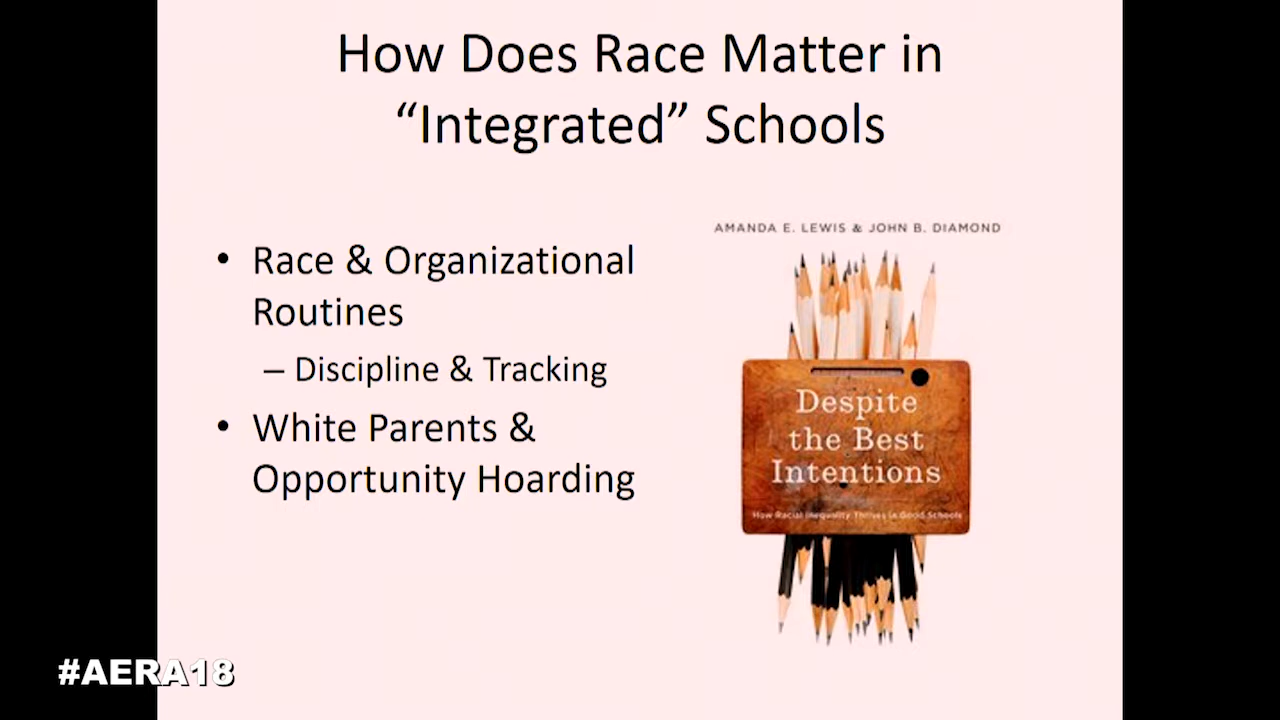 How Does Race Matter in
“Integrated” Schools
• Race & Organizational
Routines
– Discipline & Tracking
• White Parents &
Opportunity Hoarding
AMANDA E. LEWIS & JOHN B. DIAMOND
Despite
the Best
Intentions
How Racial Inequality Thrives in Good Schools
#AERA18